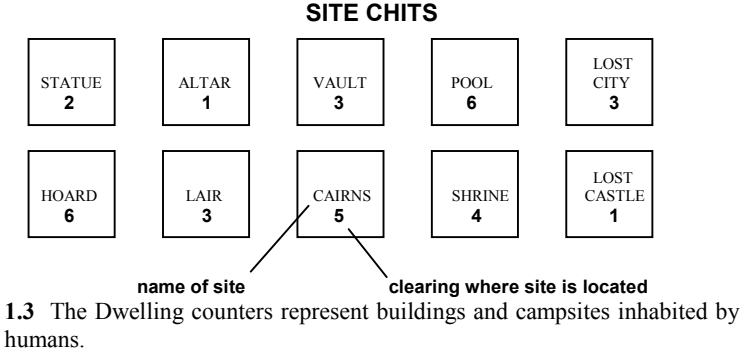 SITE CHITS
STATUE
2
ALTAR
1
VAULT
3
POOL
6
LOST
CITY
3
HOARD
6
LAIR
3
CAIRNS
5
SHRINE
4
LOST
CASTLE
1
name of site
clearing where site is located
1.3 The Dwelling counters represent buildings and campsites inhabited by
humans.